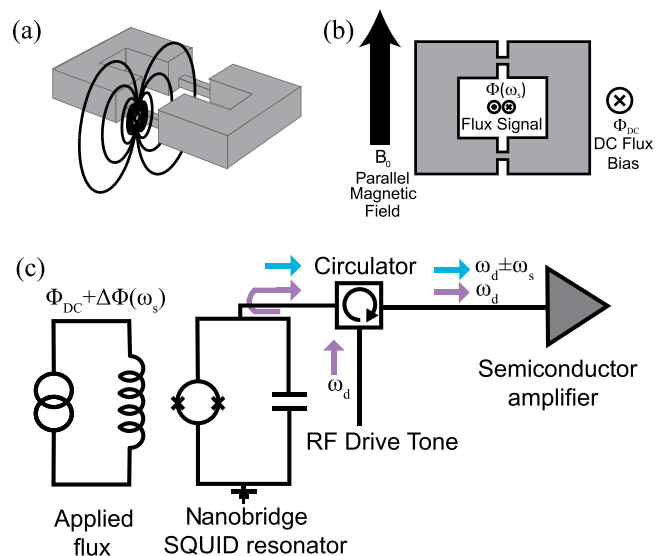 (a)
(b)
Φ(ωs)
Flux Signal
ΦDC
DC Flux
Bias
B0
Parallel
Magnetic
Field
(c)
ΦDC+ΔΦ(ωs)
Circulator
ωd±ωs
ωd
ωd
Semiconductor
amplifier
RF Drive Tone
Applied
flux
Nanobridge
SQUID resonator